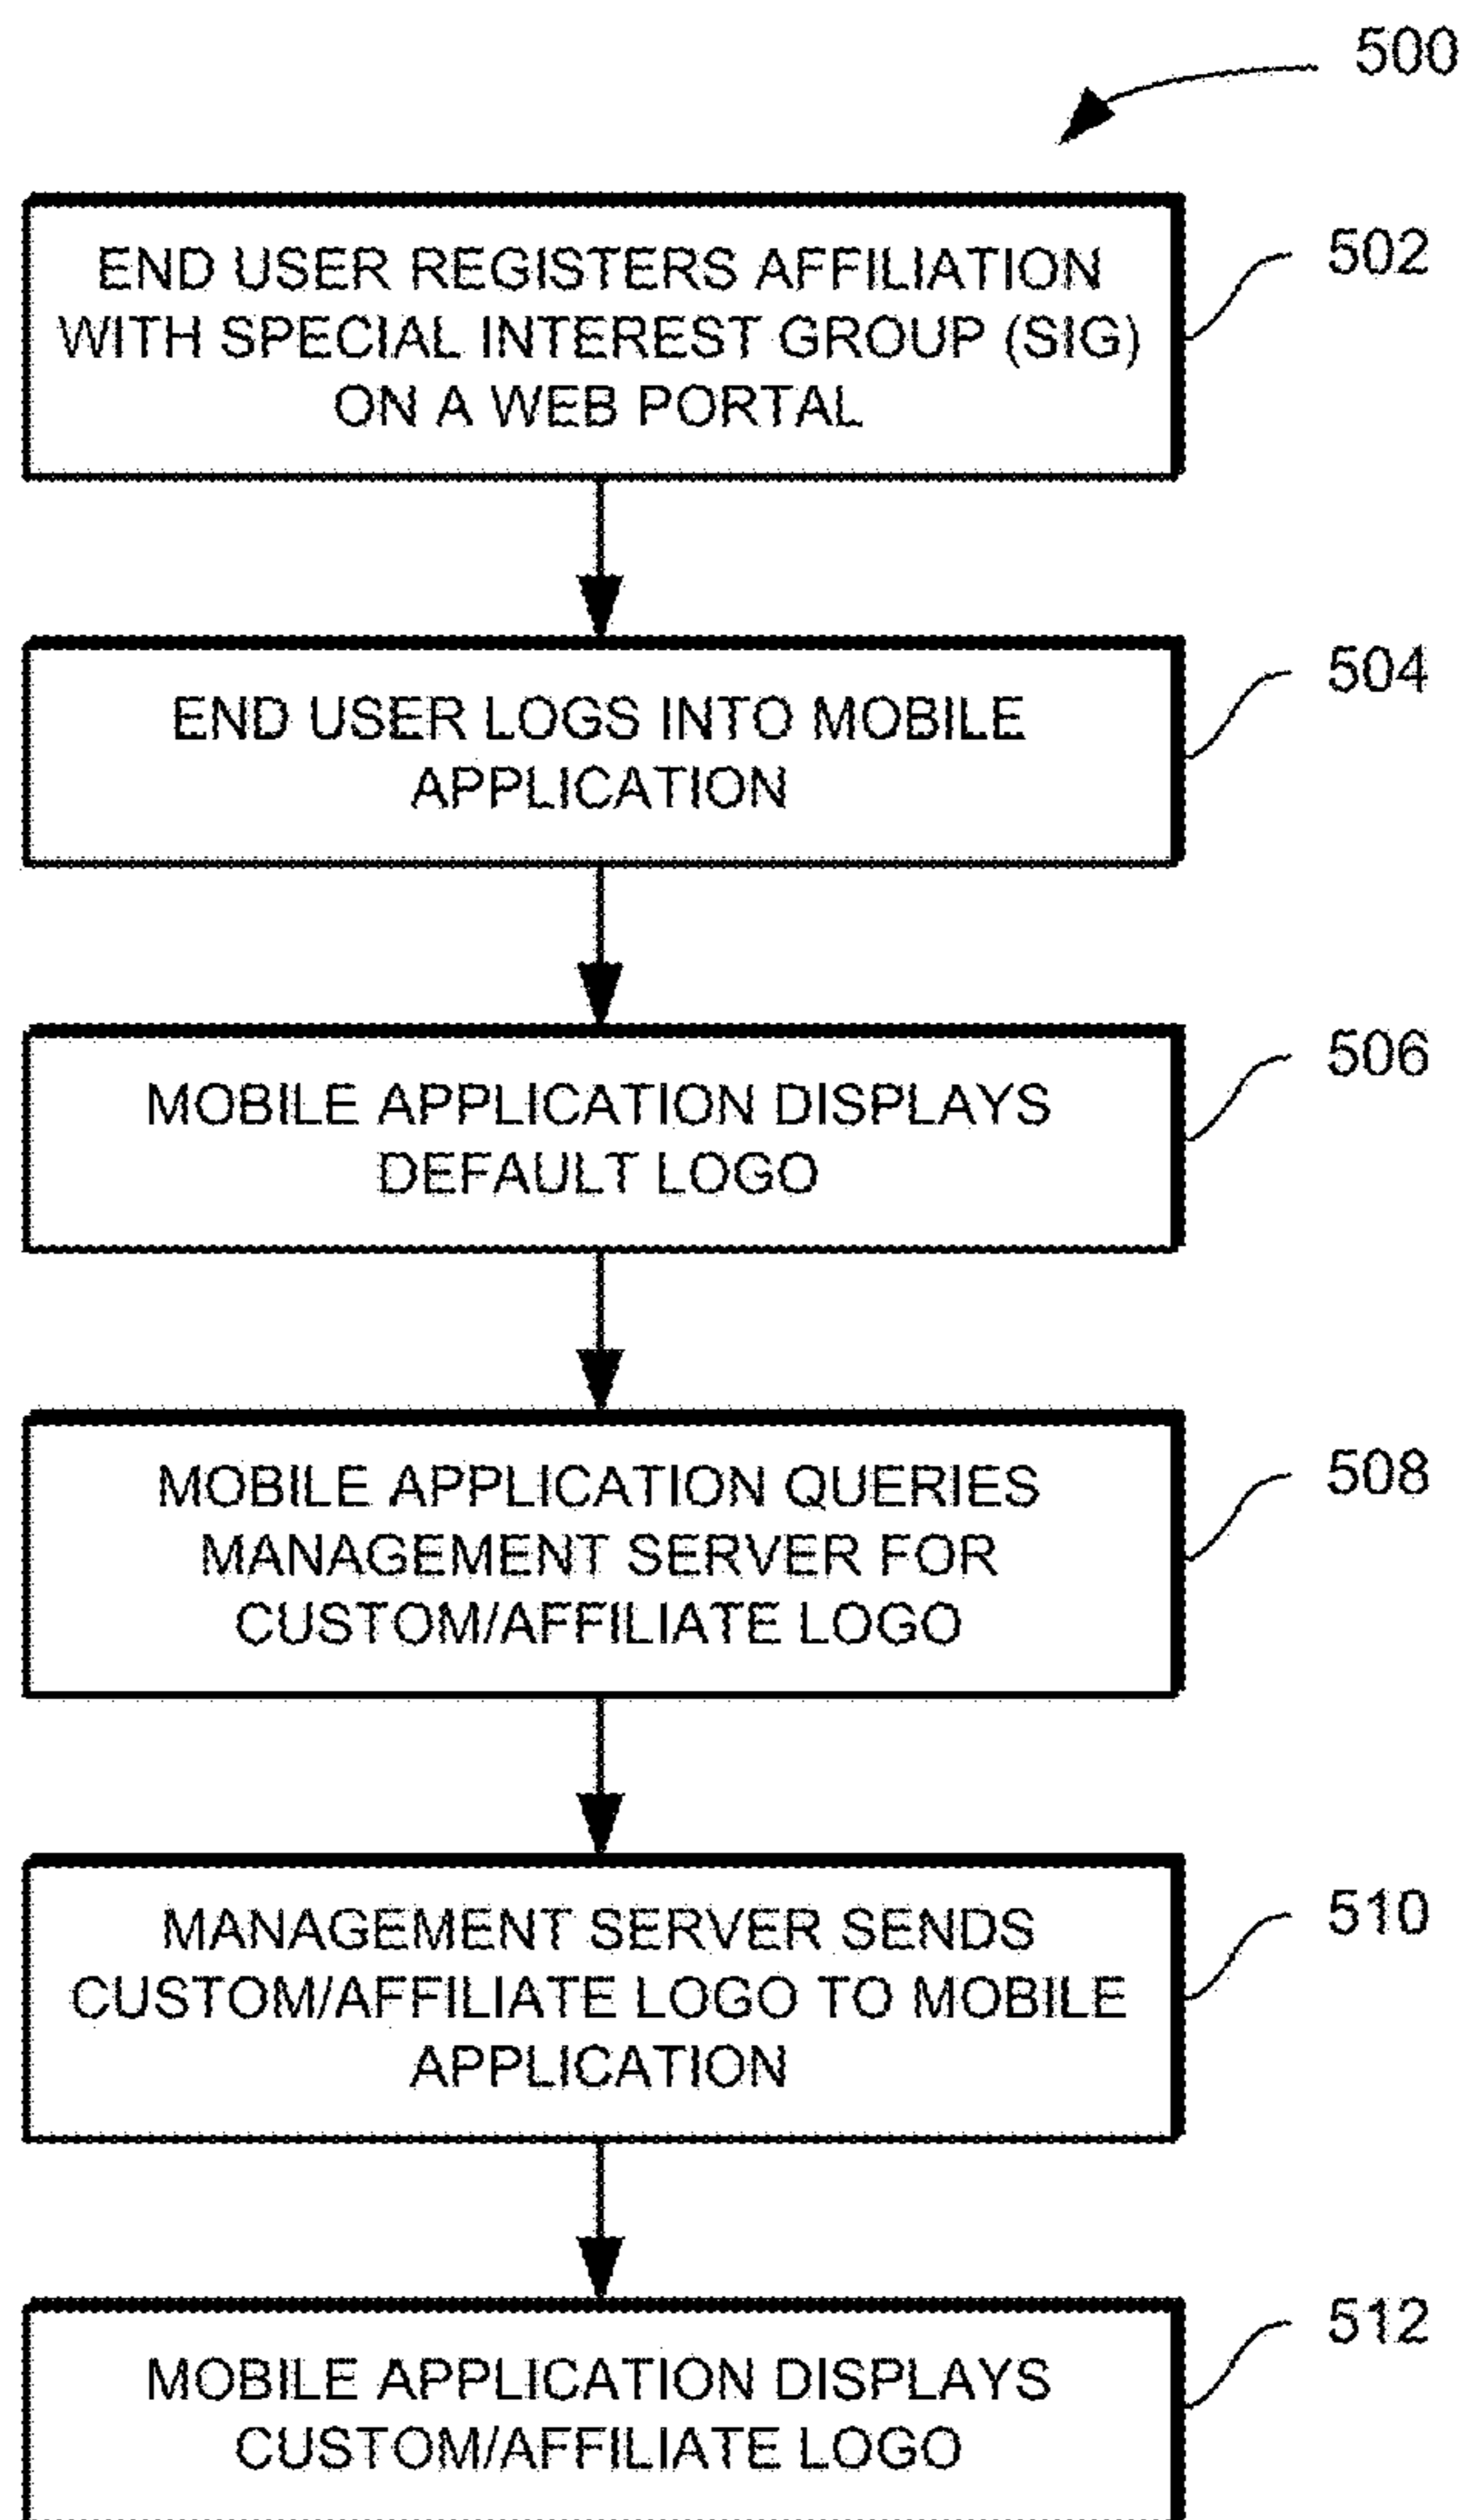 500
END USER REGISTERS AFFILIATION
WITH SPECIAL INTEREST GROUP (SIG)
ON A WEB PORTAL
502
END USER LOGS INTO MOBILE
APPLICATION
504
MOBILE APPLICATION DISPLAYS
DEFAULT LOGO
506
MOBILE APPLICATION QUERIES
MANAGEMENT SERVER FOR
CUSTOM/AFFILIATE LOGO
508
MANAGEMENT SERVER SENDS
CUSTOM/AFFILIATE LOGO TO MOBILE
APPLICATION
510
MOBILE APPLICATION DISPLAYS
CUSTOM/AFFILIATE LOGO
512